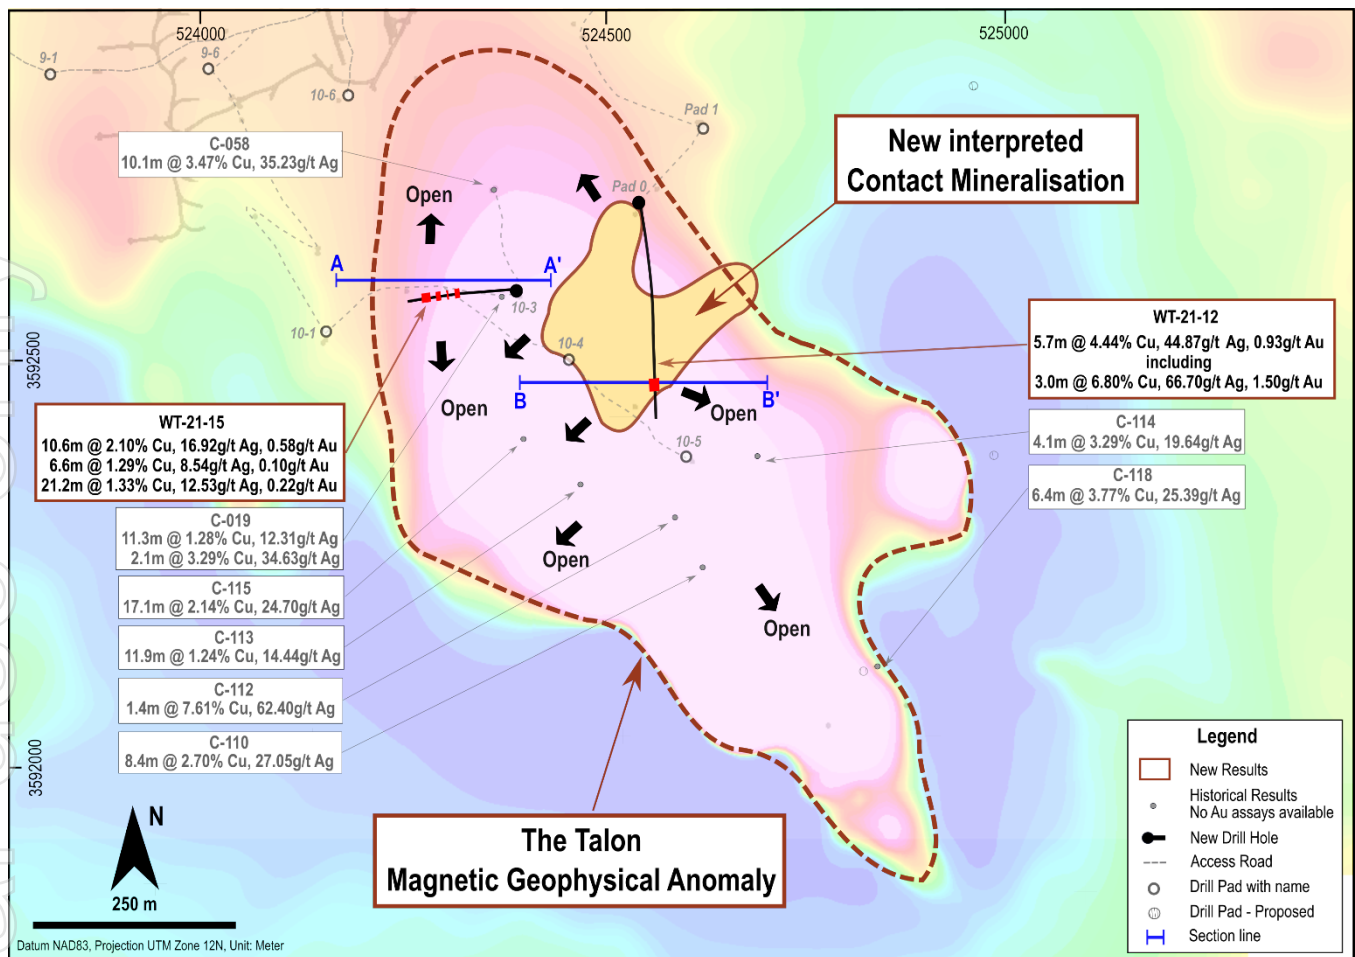 524000
524500
525000
9-1
9-6
10-6
Pad 1
C-058
10.1m @ 3.47% Cu, 35.23g/t Ag
New interpreted
Contact Mineralisation
Open
Pad 0
A
A'
10-3
10-1
10-4
3592500
WT-21-12
5.7m @ 4.44% Cu, 44.87g/t Ag, 0.93g/t Au
including
3.0m @ 6.80% Cu, 66.70g/t Ag, 1.50g/t Au
B
B'
Open
Open
WT-21-15
10.6m @ 2.10% Cu, 16.92g/t Ag, 0.58g/t Au
6.6m @ 1.29% Cu, 8.54g/t Ag, 0.10g/t Au
21.2m @ 1.33% Cu, 12.53g/t Ag, 0.22g/t Au
10-5
C-114
4.1m @ 3.29% Cu, 19.64g/t Ag
C-118
6.4m @ 3.77% Cu, 25.39g/t Ag
C-019
11.3m @ 1.28% Cu, 12.31g/t Ag
2.1m @ 3.29% Cu, 34.63g/t Ag
Open
C-115
17.1m @ 2.14% Cu, 24.70g/t Ag
C-113
11.9m @ 1.24% Cu, 14.44g/t Ag
Open
C-112
1.4m @ 7.61% Cu, 62.40g/t Ag
C-110
8.4m @ 2.70% Cu, 27.05g/t Ag
3592000
The Talon
Magnetic Geophysical Anomaly
N
250 m
Datum NAD83, Projection UTM Zone 12N, Unit: Meter
Legend
New Results
Historical Results
No Au assays available
New Drill Hole
Access Road
Drill Pad with name
Drill Pad - Proposed
Section line